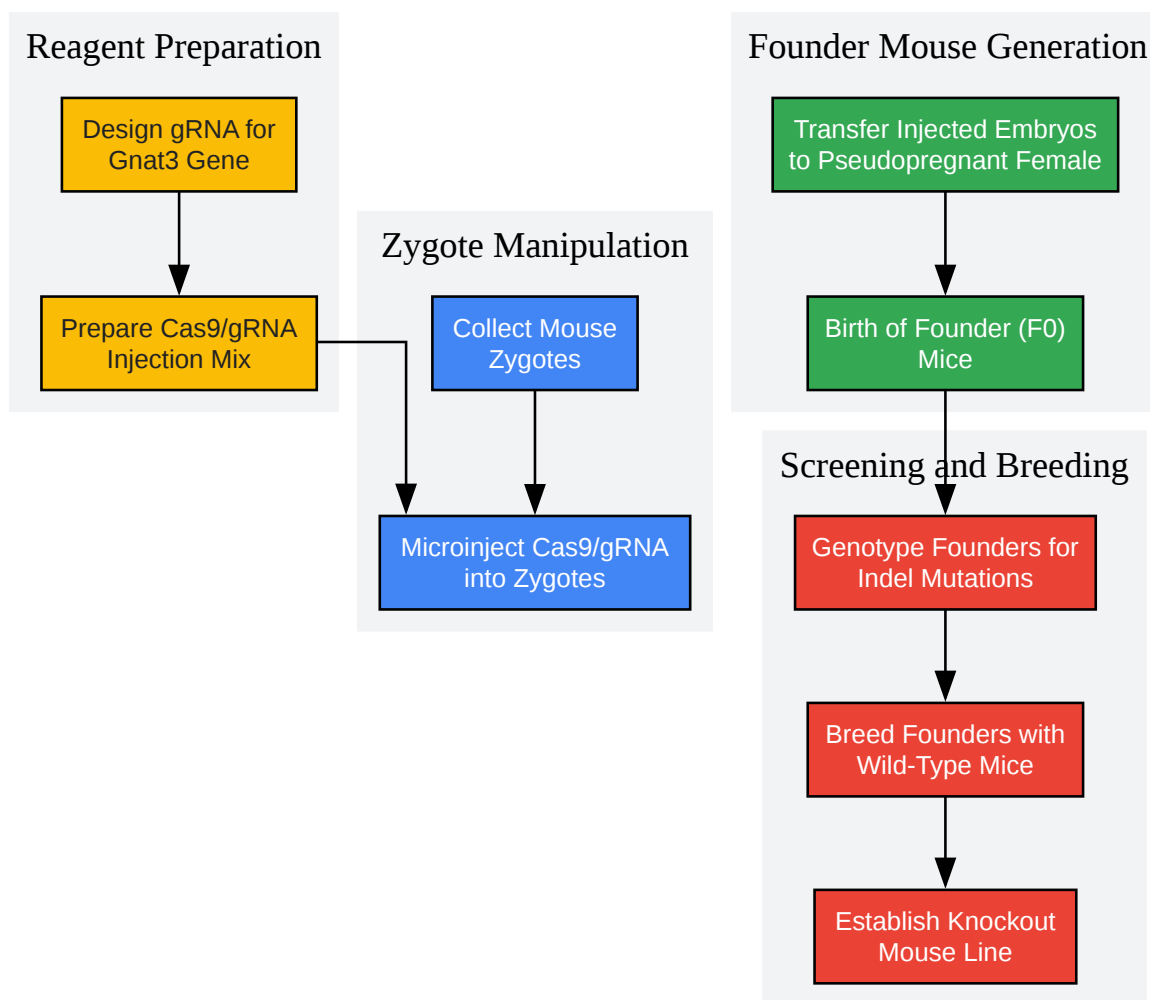 Reagent Preparation
Design gRNA for
Gnat3 Gene
Prepare Cas9/gRNA
Injection Mix
Zygote Manipulation
Collect Mouse
Zygotes
Microinject Cas9/gRNA
into Zygotes
Founder Mouse Generation
Transfer Injected Embryos
to Pseudopregnant Female
Birth of Founder (F0)
Mice
Screening and Breeding
Genotype Founders for
Indel Mutations
Breed Founders with
Wild-Type Mice
Establish Knockout
Mouse Line